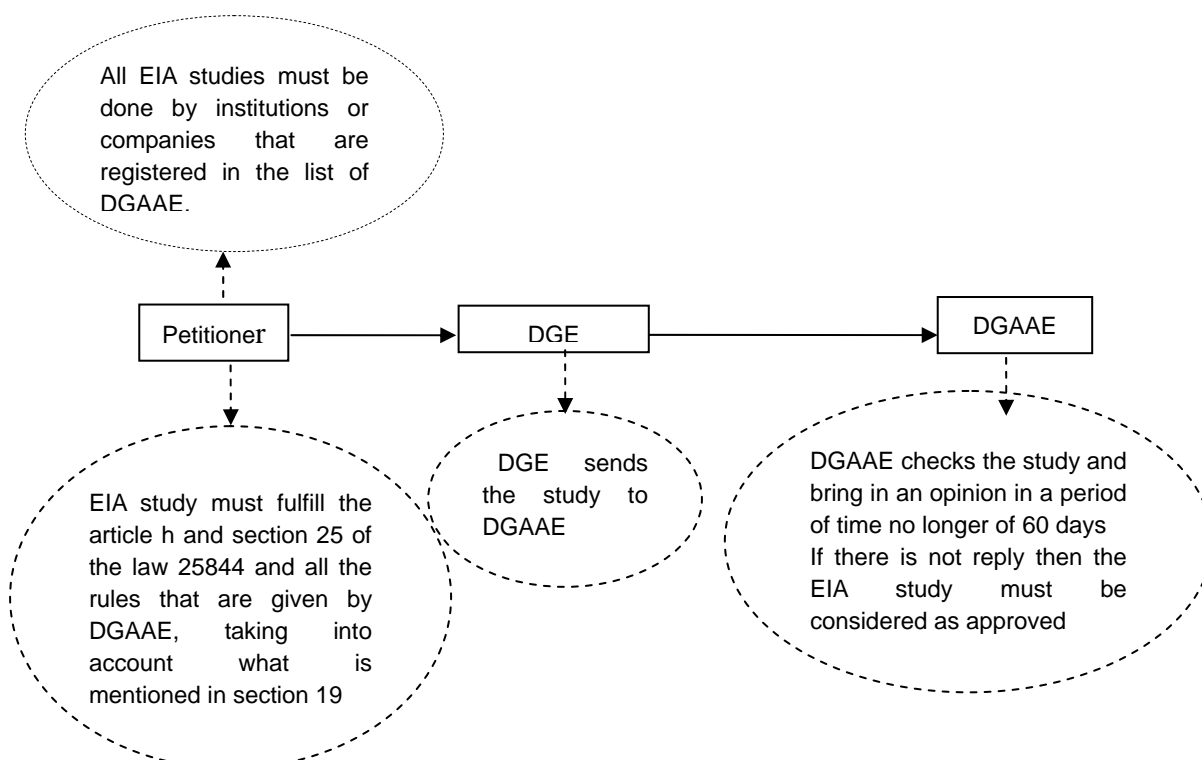 All EIA studies must be
done by institutions or
companies that are
registered in the list of
DGAAE.
Petitioner
DGE
DGAAE
EIA study must fulfill the
article h and section 25 of
the law 25844 and all the
rules that are given by
DGAAE, taking into
account what is
mentioned in section 19
DGE sends
the study to
DGAAE
DGAAE checks the study and
bring in an opinion in a period
of time no longer of 60 days
If there is not reply then the
EIA study must be
considered as approved